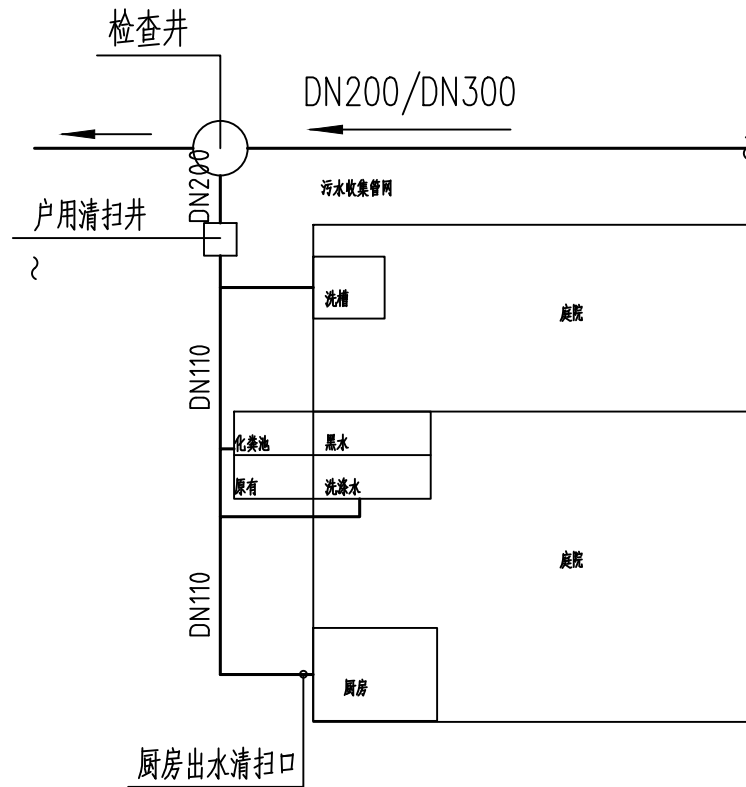 检查井
DN200/DN300
DN200
污水收集管网
户用清扫井
洗槽
庭院
DN110
化粪池
黑水
原有
洗涤水
庭院
DN110
厨房
厨房出水清扫口